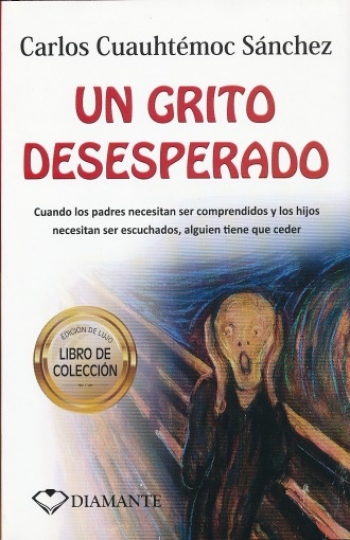 Carlos Cuauhtémoc Sánchez
UN GRITO
DESESPERADO
Cuando los padres necesitan ser comprendidos y los hijos
necesitan ser escuchados, alguien tiene que ceder
EDICIÓN DE LUJO
LIBRO DE
COLECCIÓN
DIAMANTE